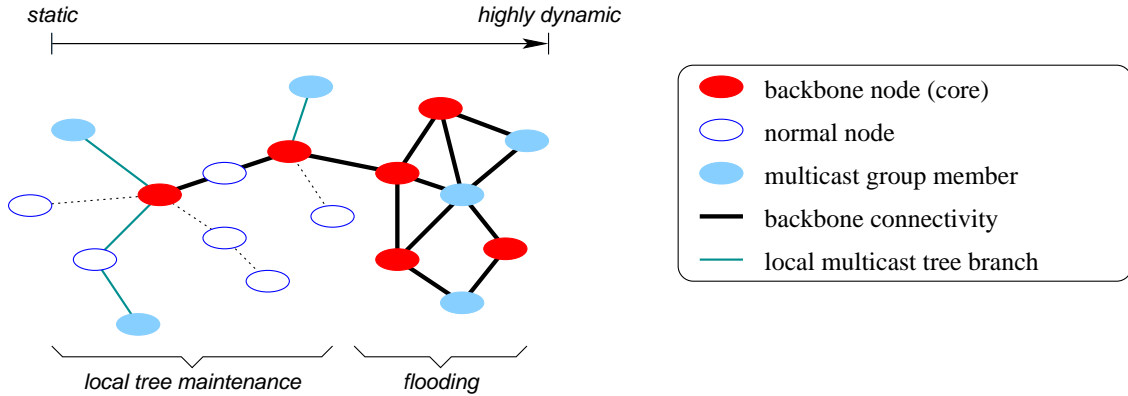 static
highly dynamic
backbone node (core)
normal node
multicast group member
backbone connectivity
local multicast tree branch
local tree maintenance
flooding